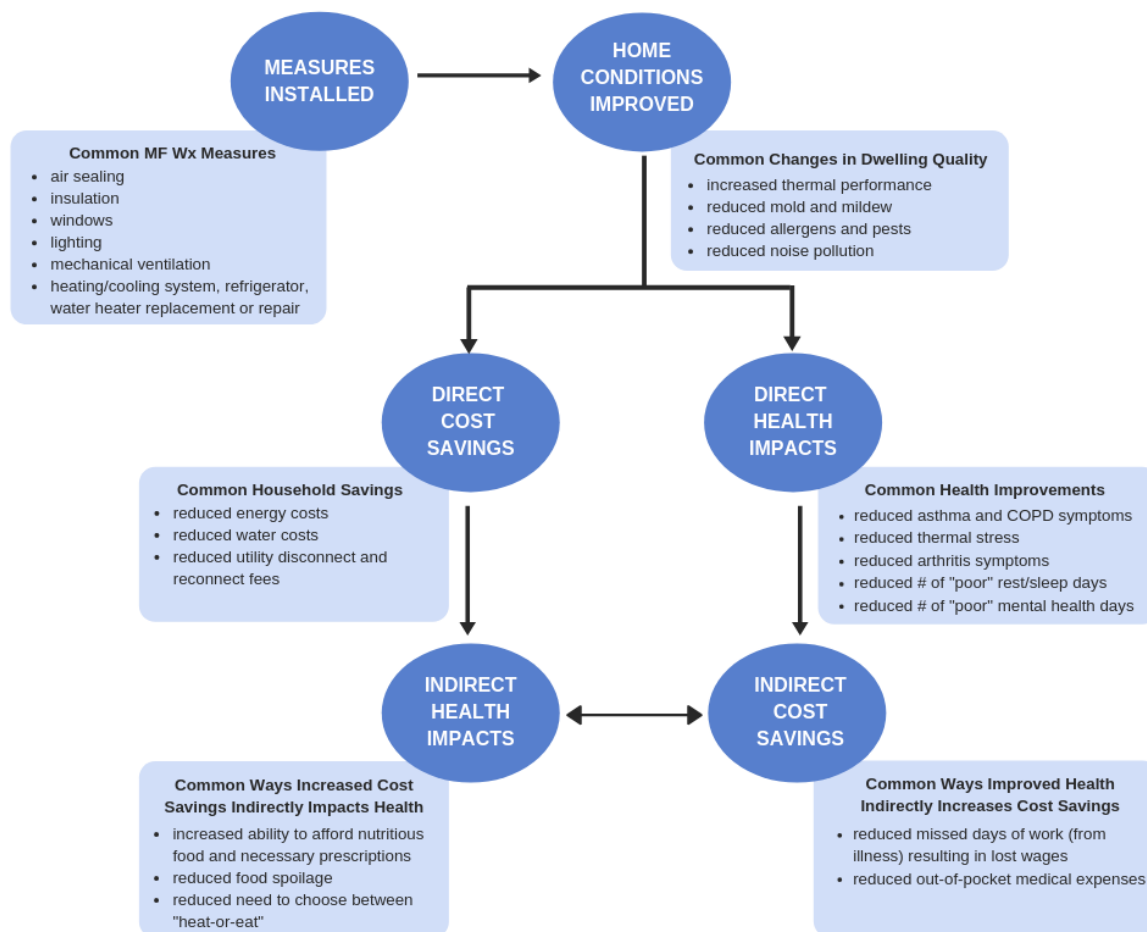 MEASURES
INSTALLED
HOME
CONDITIONS
IMPROVED
Common MF Wx Measures
• air sealing
• insulation
• windows
• lighting
• mechanical ventilation
• heating/cooling system, refrigerator,
water heater replacement or repair
Common Changes in Dwelling Quality
• increased thermal performance
• reduced mold and mildew
• reduced allergens and pests
• reduced noise pollution
DIRECT
COST
SAVINGS
DIRECT
HEALTH
IMPACTS
Common Household Savings
• reduced energy costs
• reduced water costs
• reduced utility disconnect and
reconnect fees
Common Health Improvements
• reduced asthma and COPD symptoms
• reduced thermal stress
• reduced arthritis symptoms
• reduced # of "poor" rest/sleep days
• reduced # of "poor" mental health days
INDIRECT
HEALTH
IMPACTS
INDIRECT
COST
SAVINGS
Common Ways Increased Cost
Savings Indirectly Impacts Health
• increased ability to afford nutritious
food and necessary prescriptions
• reduced food spoilage
• reduced need to choose between
"heat-or-eat"
Common Ways Improved Health
Indirectly Increases Cost Savings
• reduced missed days of work (from
illness) resulting in lost wages
• reduced out-of-pocket medical expenses